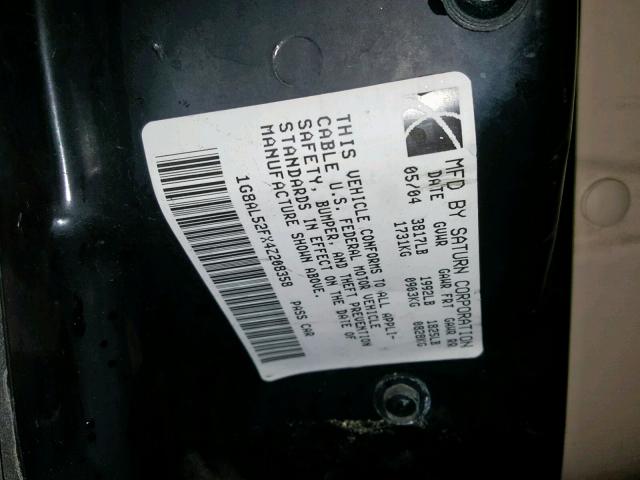 MFD BY SATURN CORPORATION
DATE GUWR GAWR FRT GAWR RR
05/04 3817LB 1992LB 1825LB
1731KG 0903KG 0828KG
THIS VEHICLE CONFORMS TO ALL APPLI-
CABLE U.S. FEDERAL MOTOR VEHICLE
SAFETY, BUMPER, AND THEFT PREVENTION
STANDARDS IN EFFECT ON THE DATE OF
MANUFACTURE SHOWN ABOVE.
1G8AL52FX4Z208358 PASS CAR